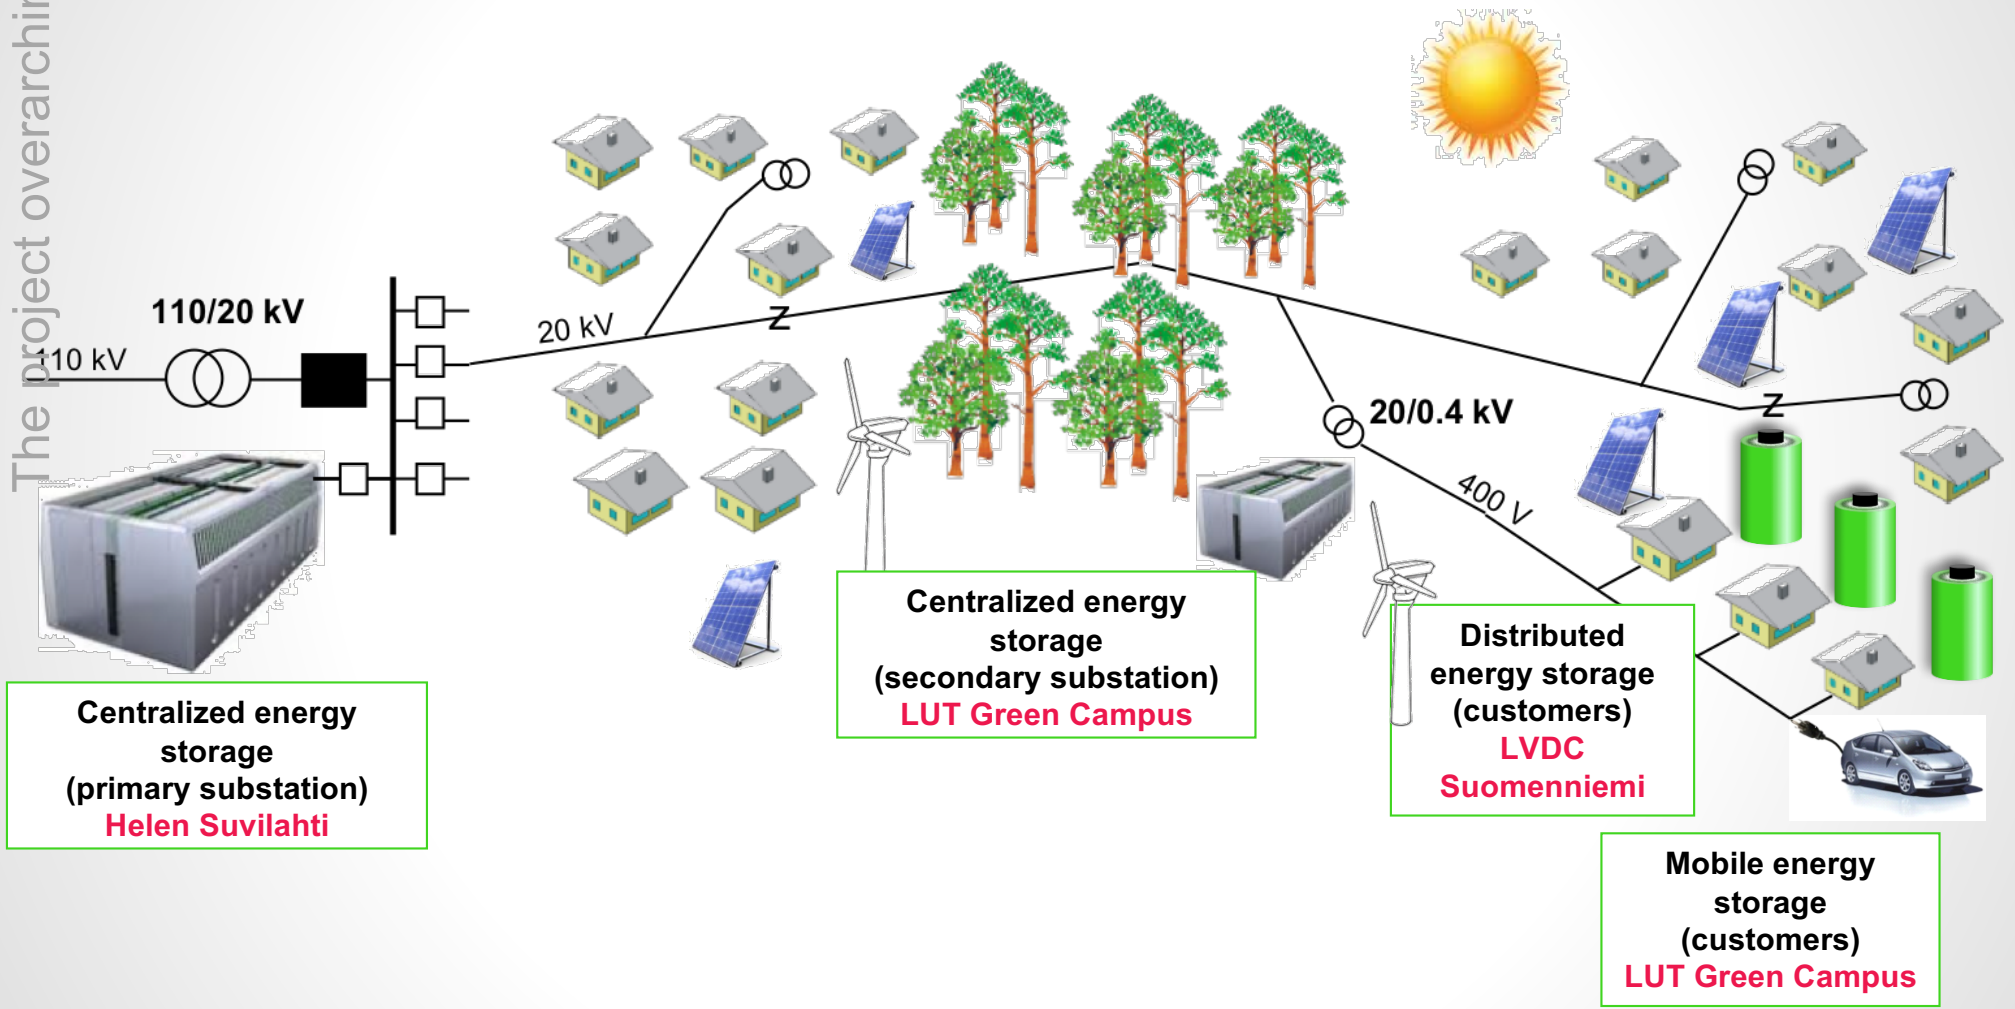 The project overarchin
110/20 kV
110 kV
20 kV
Z
20/0.4 kV
Z
400 V
Centralized energy
storage
(primary substation)
Helen Suvilahti
Centralized energy
storage
(secondary substation)
LUT Green Campus
Distributed
energy storage
(customers)
LVDC
Suomenniemi
Mobile energy
storage
(customers)
LUT Green Campus